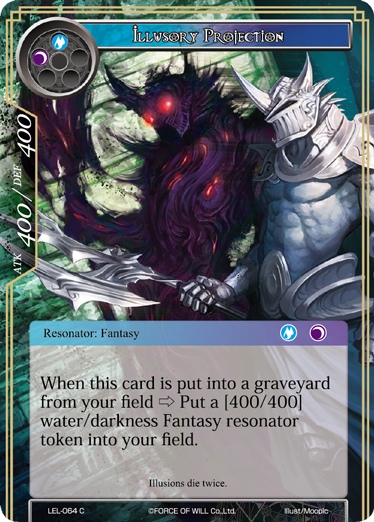 Illusory Projection
ATK 400 / DEF 400
Resonator: Fantasy
When this card is put into a graveyard
from your field ⇨ Put a [400/400]
water/darkness Fantasy resonator
token into your field.
Illusions die twice.
LEL-064 C ©FORCE OF WILL Co.,Ltd. Illust/Moopic